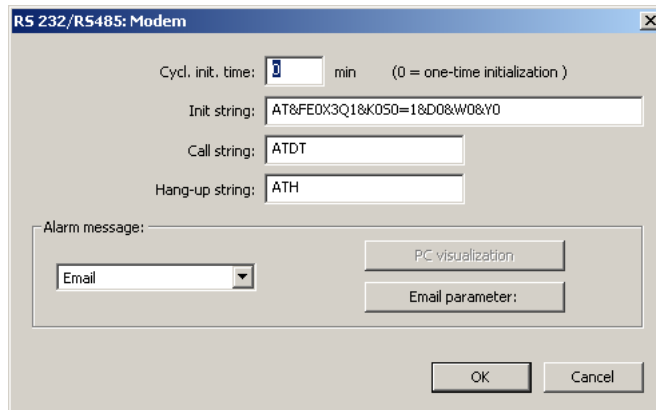 RS 232/RS485: Modem
Cycl. init. time: 0 min (0 = one-time initialization )
Init string: AT&FE0X3Q1&K0S0=1&D0&W0&Y0
Call string: ATDT
Hang-up string: ATH
Alarm message:
PC visualization
Email
Email parameter:
OK Cancel